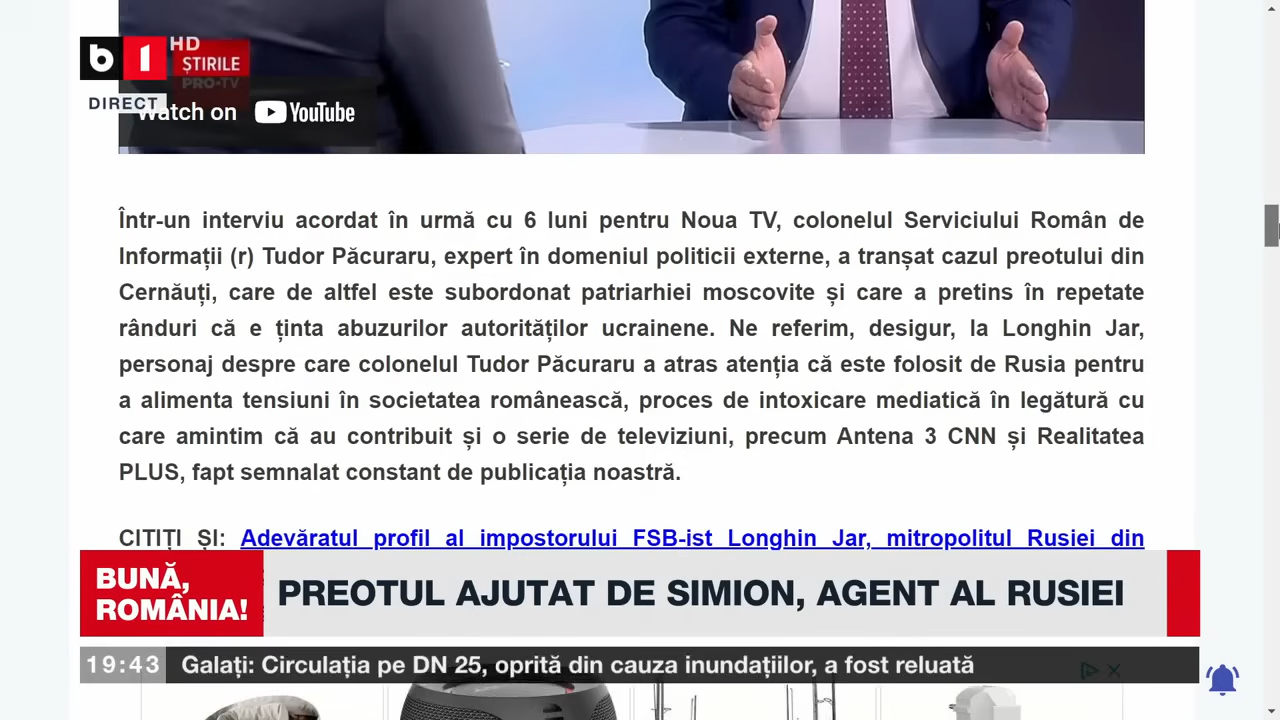 b1 HD
ȘTIRILE
PRO•TV
DIRECT
Watch on YouTube
Într-un interviu acordat în urmă cu 6 luni pentru Noua TV, colonelul Serviciului Român de
Informații (r) Tudor Păcuraru, expert în domeniul politicii externe, a tranșat cazul preotului din
Cernăuți, care de altfel este subordonat patriarhiei moscovite și care a pretins în repetate
rânduri că e ținta abuzurilor autorităților ucrainene. Ne referim, desigur, la Longhin Jar,
personaj despre care colonelul Tudor Păcuraru a atras atenția că este folosit de Rusia pentru
a alimenta tensiuni în societatea românească, proces de intoxicare mediatică în legătură cu
care amintim că au contribuit și o serie de televiziuni, precum Antena 3 CNN și Realitatea
PLUS, fapt semnalat constant de publicația noastră.
CITIȚI ȘI: Adevăratul profil al impostorului FSB-ist Longhin Jar, mitropolitul Rusiei din
BUNĂ,
ROMÂNIA!
PREOTUL AJUTAT DE SIMION, AGENT AL RUSIEI
19:43 Galați: Circulația pe DN 25, oprită din cauza inundațiilor, a fost reluată